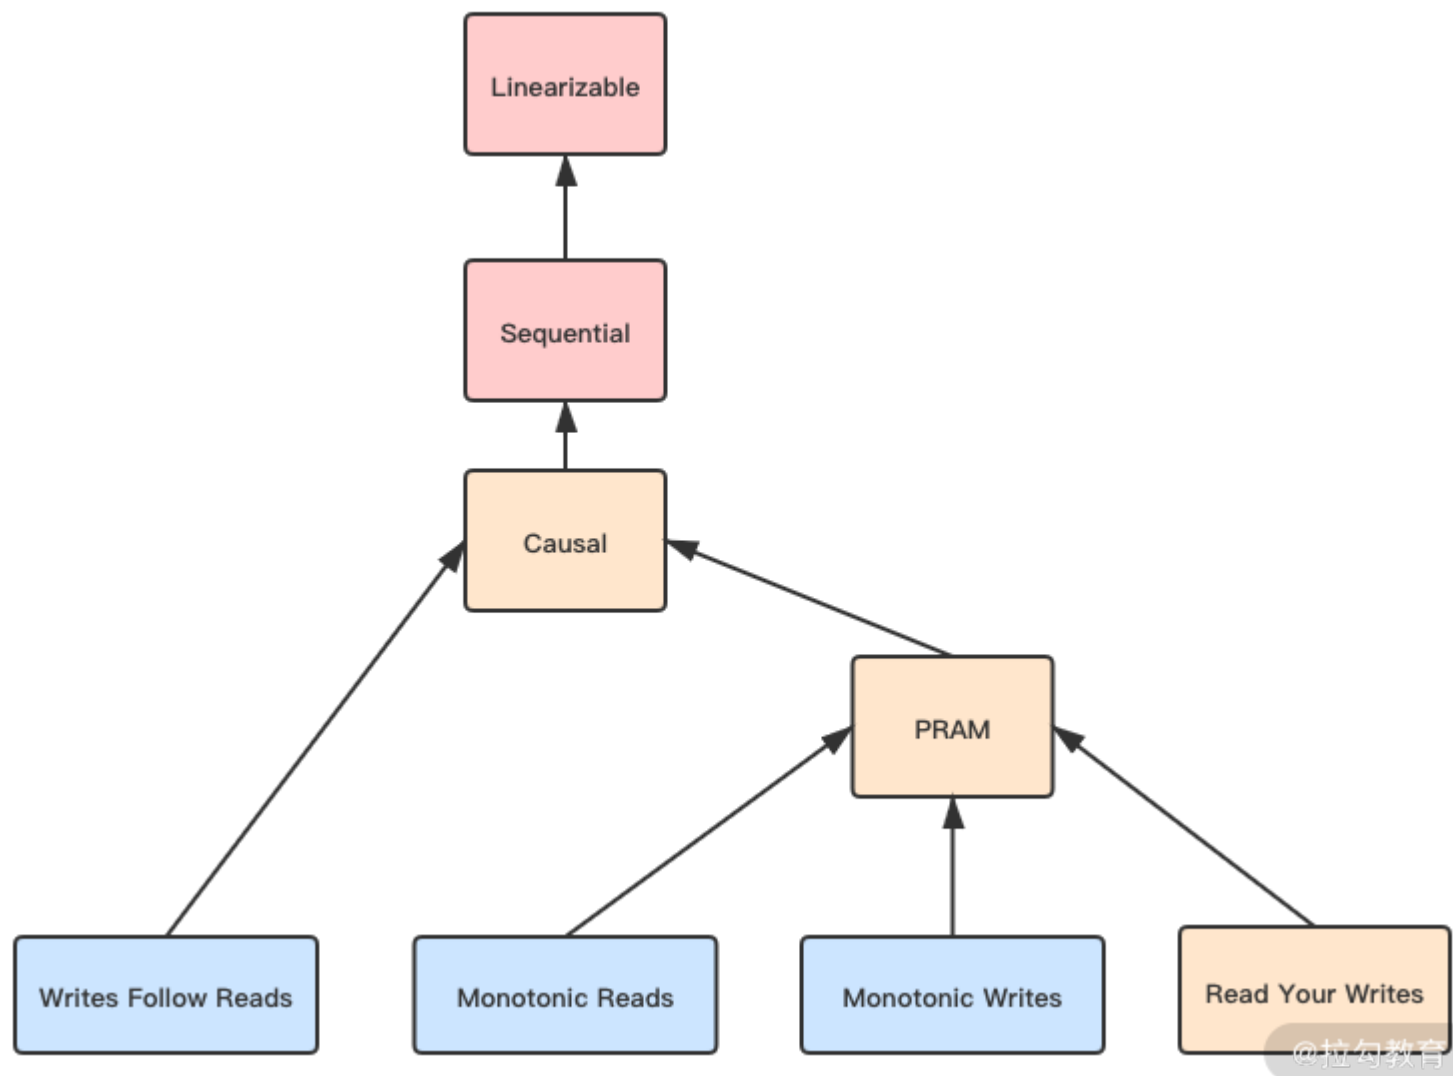 Linearizable
Sequential
Causal
PRAM
Writes Follow Reads
Monotonic Reads
Monotonic Writes
Read Your Writes
@拉勾教育